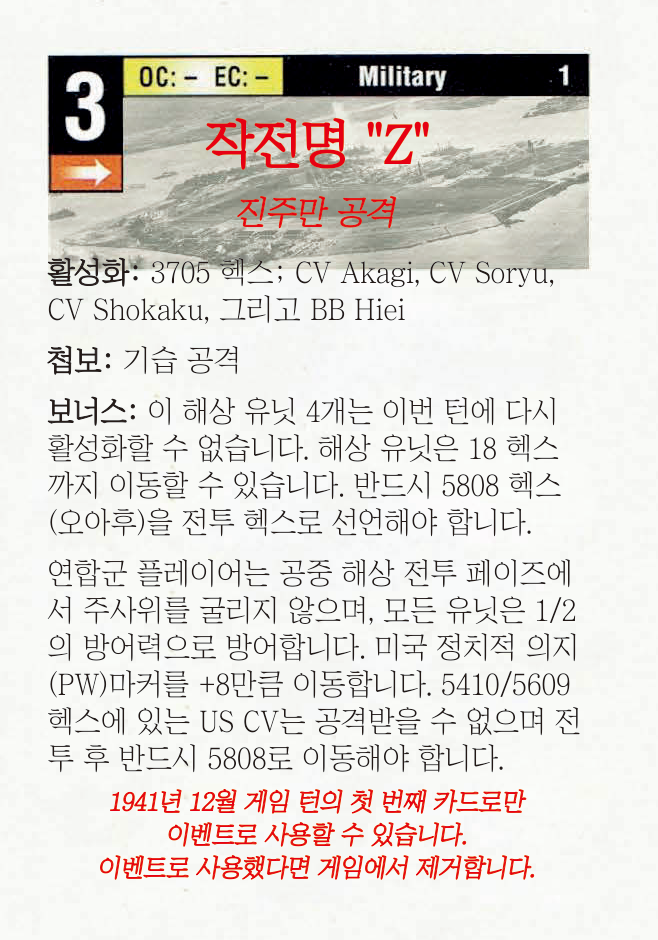 3
OC: – EC: – Military 1
작전명 "Z"
진주만 공격
활성화: 3705 헥스; CV Akagi, CV Soryu,
CV Shokaku, 그리고 BB Hiei
첩보: 기습 공격
보너스: 이 해상 유닛 4개는 이번 턴에 다시
활성화할 수 없습니다. 해상 유닛은 18 헥스
까지 이동할 수 있습니다. 반드시 5808 헥스
(오아후)을 전투 헥스로 선언해야 합니다.
연합군 플레이어는 공중 해상 전투 페이즈에
서 주사위를 굴리지 않으며, 모든 유닛은 1/2
의 방어력으로 방어합니다. 미국 정치적 의지
(PW)마커를 +8만큼 이동합니다. 5410/5609
헥스에 있는 US CV는 공격받을 수 없으며 전
투 후 반드시 5808로 이동해야 합니다.
1941년 12월 게임 턴의 첫 번째 카드로만
이벤트로 사용할 수 있습니다.
이벤트로 사용했다면 게임에서 제거합니다.